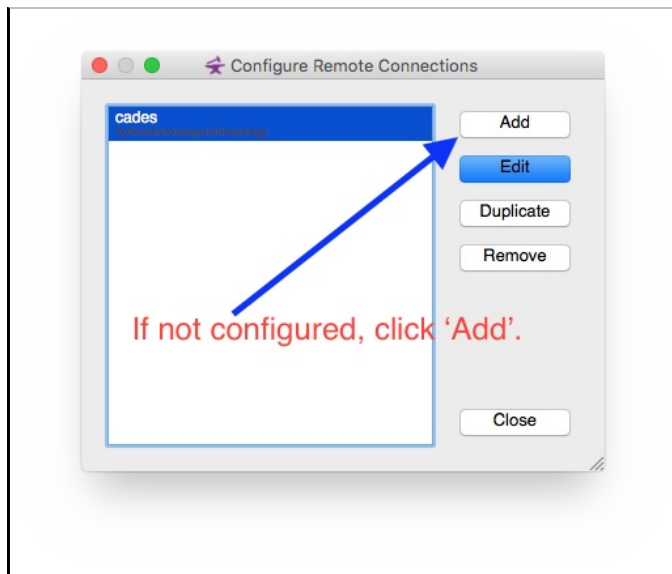 Configure Remote Connections
cades
Add
Edit
Duplicate
Remove
If not configured, click ‘Add’.
Close